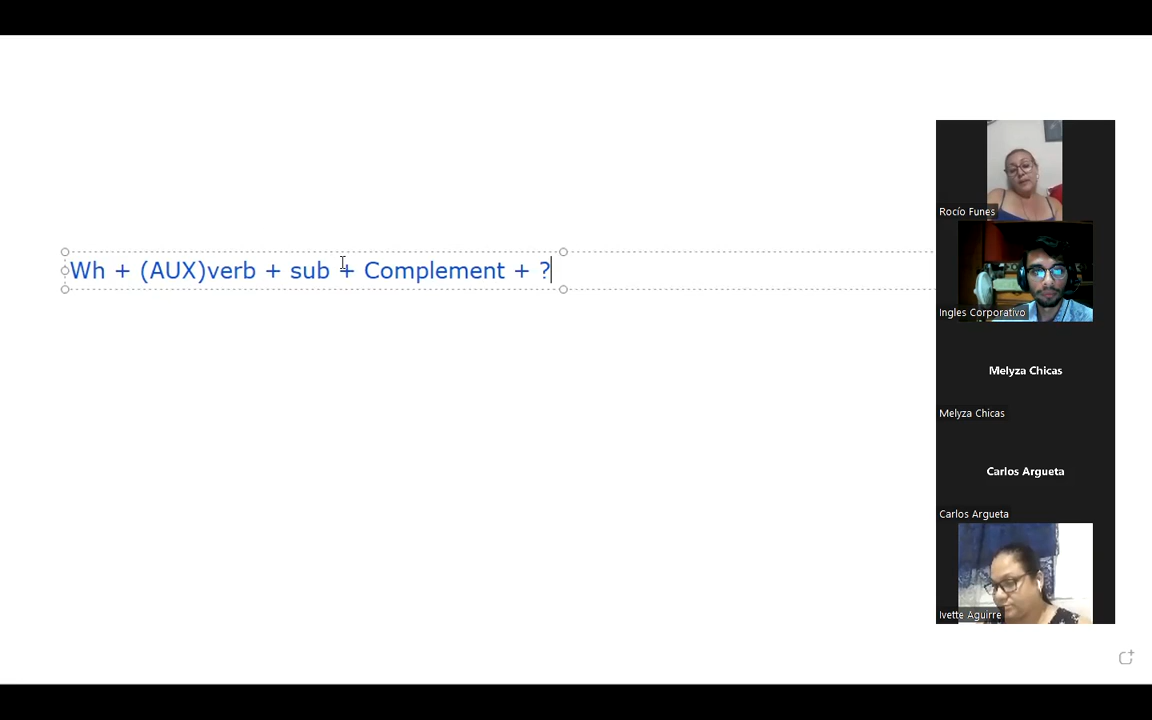 Wh + (AUX)verb + sub + Complement + ?
Rocío Funes
Ingles Corporativo
Melyza Chicas
Melyza Chicas
Carlos Argueta
Carlos Argueta
Ivette Aguirre